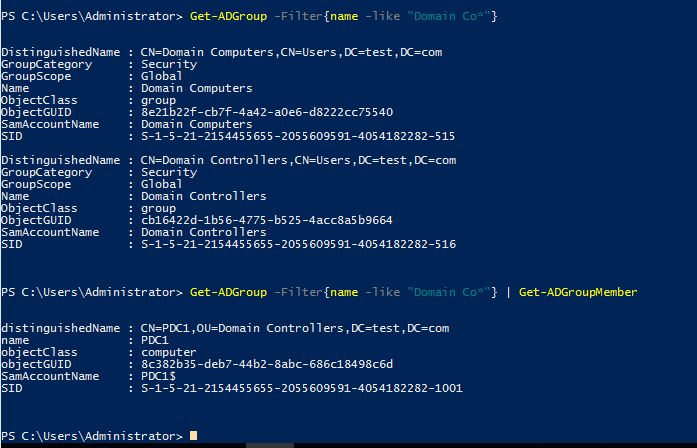 PS C:\Users\Administrator> Get-ADGroup -Filter{name -like "Domain Co*"}
DistinguishedName : CN=Domain Computers,CN=Users,DC=test,DC=com
GroupCategory : Security
GroupScope : Global
Name : Domain Computers
ObjectClass : group
ObjectGUID : 8e21b22f-cb7f-4a42-a0e6-d8222cc75540
SamAccountName : Domain Computers
SID : S-1-5-21-2154455655-2055609591-4054182282-515
DistinguishedName : CN=Domain Controllers,CN=Users,DC=test,DC=com
GroupCategory : Security
GroupScope : Global
Name : Domain Controllers
ObjectClass : group
ObjectGUID : cb16422d-1b56-4775-b525-4acc8a5b9664
SamAccountName : Domain Controllers
SID : S-1-5-21-2154455655-2055609591-4054182282-516
PS C:\Users\Administrator> Get-ADGroup -Filter{name -like "Domain Co*"} | Get-ADGroupMember
distinguishedName : CN=PDC1,OU=Domain Controllers,DC=test,DC=com
name : PDC1
objectClass : computer
objectGUID : 8c382b35-deb7-44b2-8abc-686c18498c6d
SamAccountName : PDC1$
SID : S-1-5-21-2154455655-2055609591-4054182282-1001
PS C:\Users\Administrator>